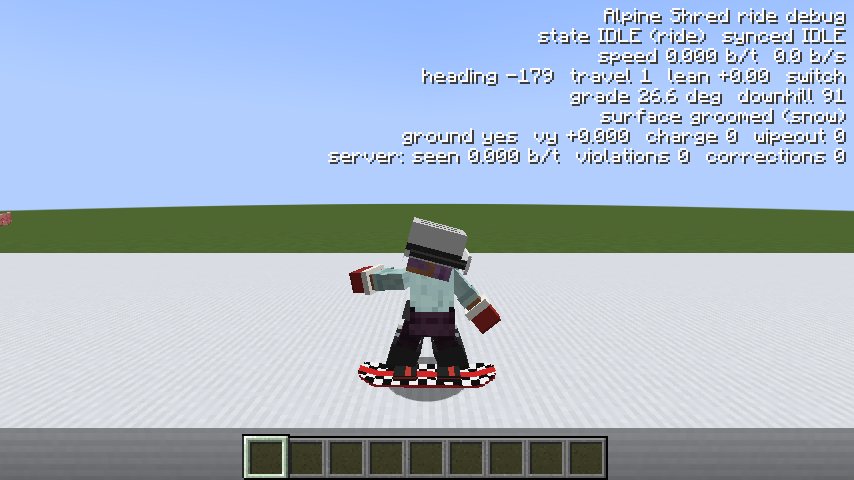 Alpine Shred ride debug
state IDLE (ride) synced IDLE
speed 0.000 b/t 0.0 b/s
heading -179 travel 1 lean +0.00 switch
grade 26.6 deg downhill 91
surface groomed (snow)
ground yes vy +0.000 charge 0 wipeout 0
server: seen 0.000 b/t violations 0 corrections 0